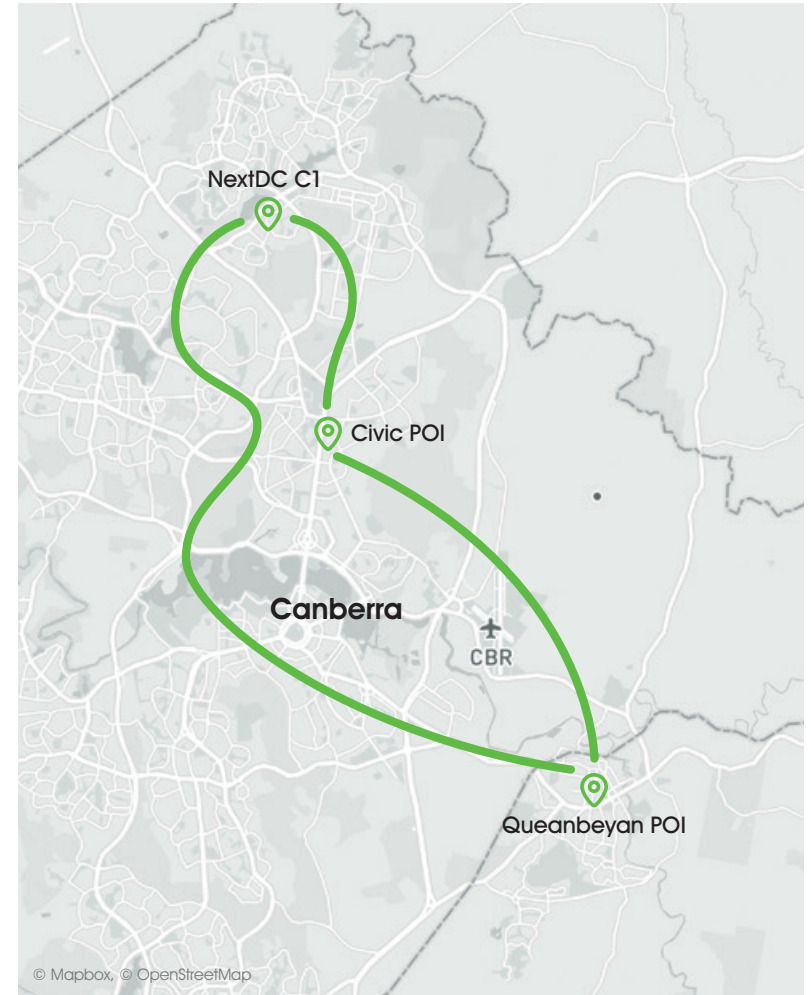 NextDC C1
Civic POI
Canberra
CBR
Queanbeyan POI
© Mapbox, © OpenStreetMap